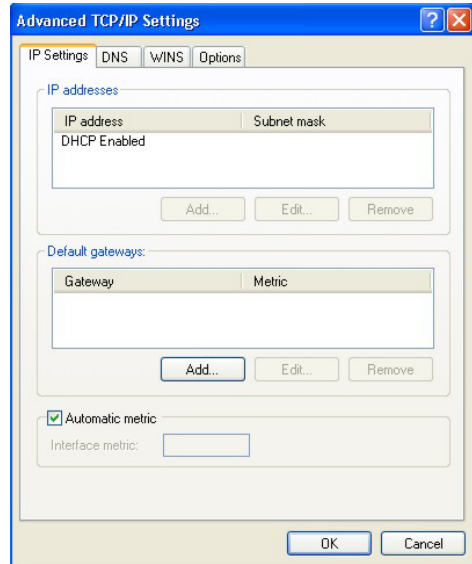 Advanced TCP/IP Settings
IP Settings DNS WINS Options
IP addresses
IP address Subnet mask
DHCP Enabled
Add... Edit... Remove
Default gateways:
Gateway Metric
Add... Edit... Remove
Automatic metric
Interface metric:
OK Cancel